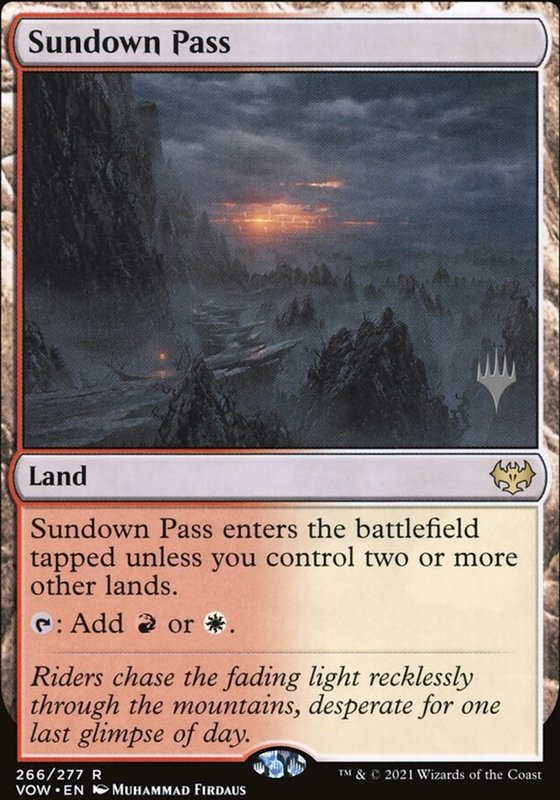 Sundown Pass
Land
Sundown Pass enters the battlefield
tapped unless you control two or more
other lands.
: Add or .
Riders chase the fading light recklessly
through the mountains, desperate for one
last glimpse of day.
266/277 R
VOW • EN Muhammad Firdaus
™ & © 2021 Wizards of the Coast